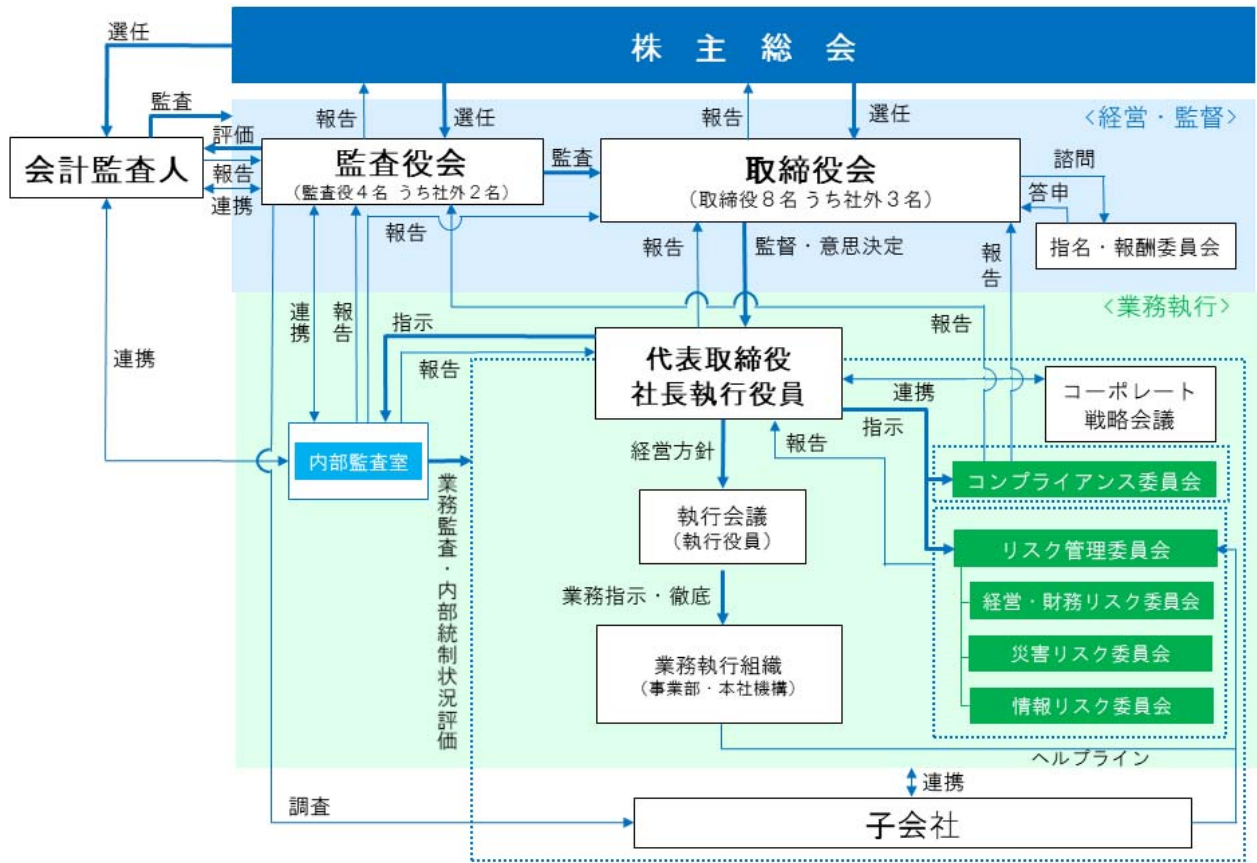 選任
株主総会
監査
報告
選任
報告
選任
<経営・監督>
評価
会計監査人
報告
連携
監査役会
(監査役4名 うち社外2名)
監査
取締役会
(取締役8名 うち社外3名)
諮問
答申
指名・報酬委員会
報告
報告
監督・意思決定
報告
連携
報告
<業務執行>
連携
指示
報告
報告
代表取締役
社長執行役員
連携
コーポレート
戦略会議
指示
内部監査室
経営方針
報告
コンプライアンス委員会
業務監査・内部統制状況評価
執行会議
(執行役員)
リスク管理委員会
業務指示・徹底
経営・財務リスク委員会
業務執行組織
(事業部・本社機構)
災害リスク委員会
情報リスク委員会
ヘルプライン
連携
調査
子会社